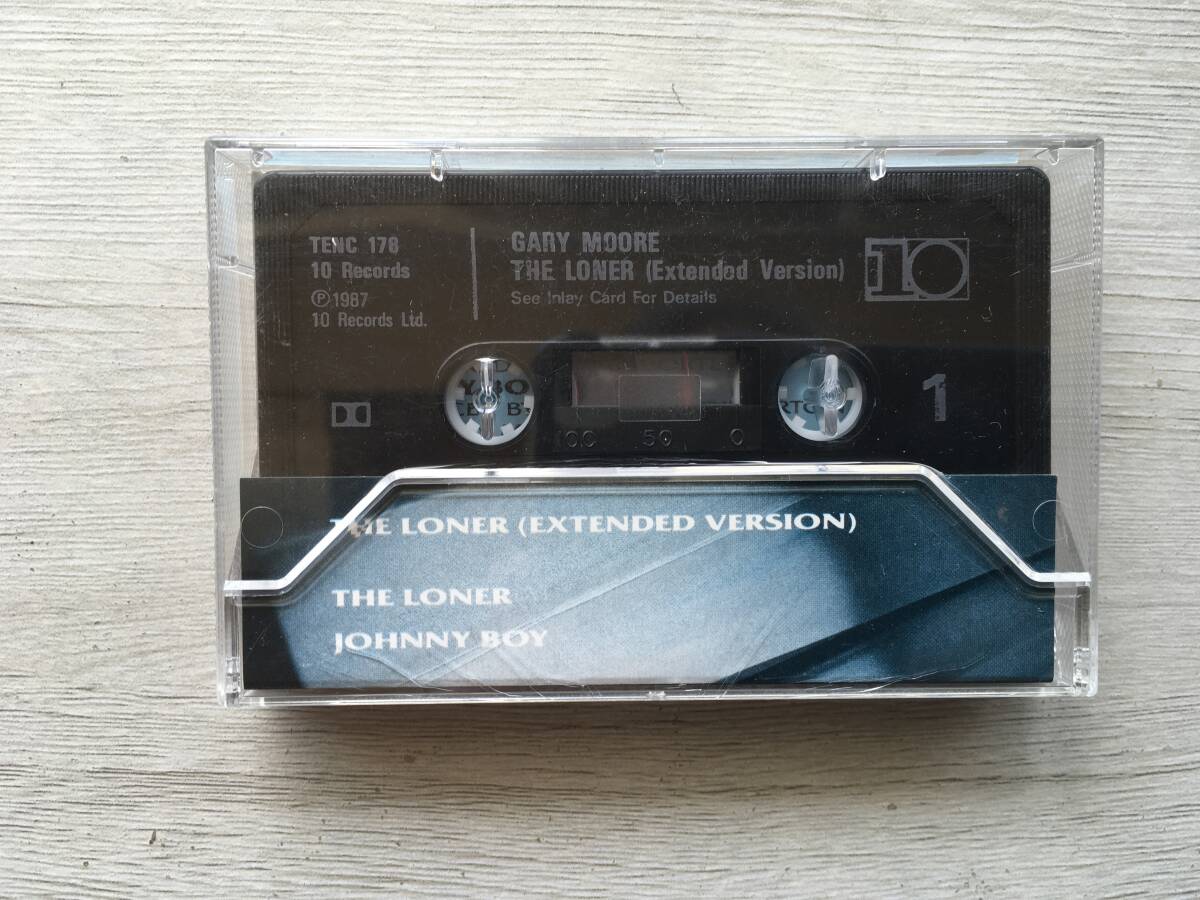 TENC 178
10 Records
Ⓟ1987
10 Records Ltd.
GARY MOORE
THE LONER (Extended Version)
See Inlay Card For Details
10
1
100 50 0
THE LONER (EXTENDED VERSION)
THE LONER
JOHNNY BOY